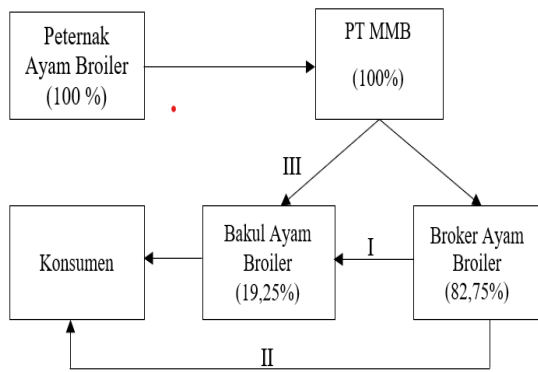 Peternak
Ayam Broiler
(100 %)
PT MMB
(100%)
III
Konsumen
Bakul Ayam
Broiler
(19,25%)
I
Broker Ayam
Broiler
(82,75%)
II